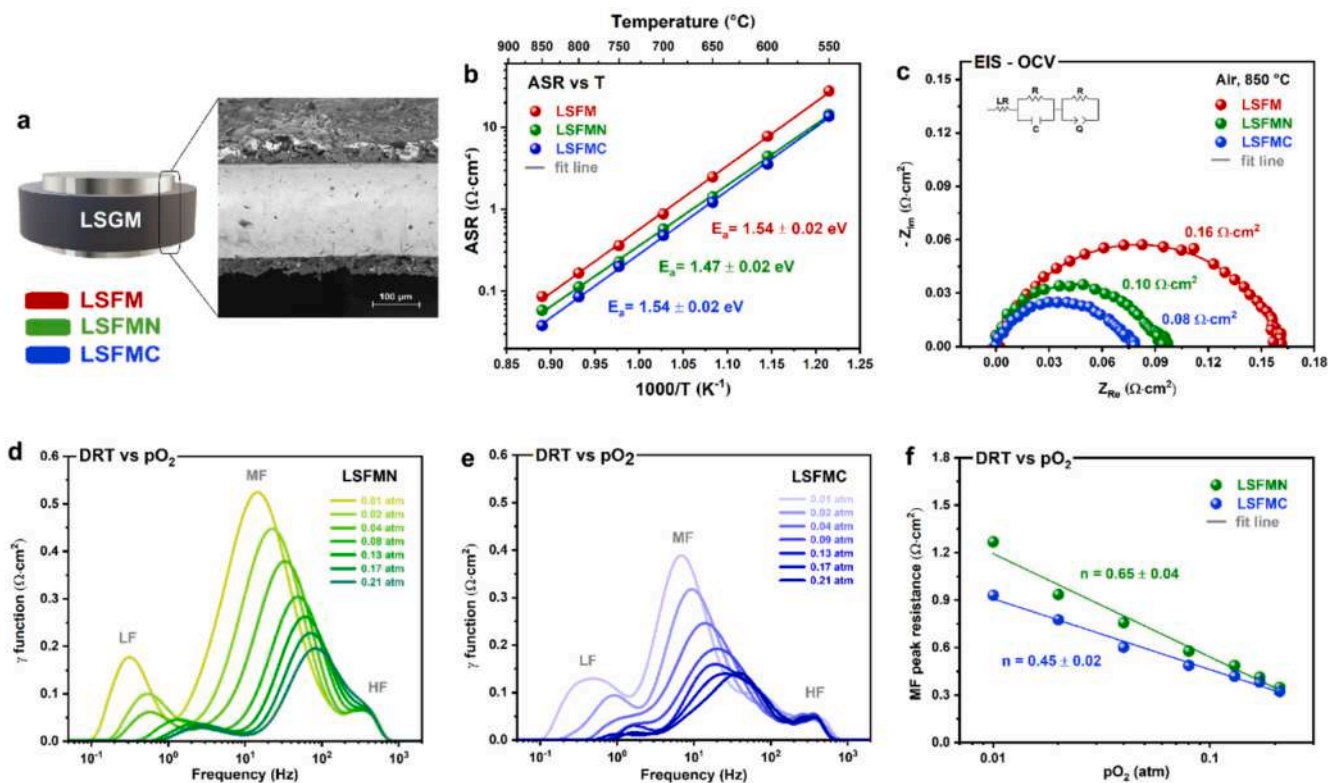 a
LSGM
LSFM
LSFMN
LSFMC
100 µm
Temperature (°C)
900 850 800 750 700 650 600 550
b
ASR vs T
LSFM
LSFMN
LSFMC
fit line
Eₐ= 1.54 ± 0.02 eV
Eₐ= 1.47 ± 0.02 eV
Eₐ= 1.54 ± 0.02 eV
ASR (Ω·cm²)
10
1
0.1
0.85 0.90 0.95 1.00 1.05 1.10 1.15 1.20 1.25
1000/T (K⁻¹)
c
EIS - OCV
Air, 850 °C
LR
R
C
R
Q
LSFM
LSFMN
LSFMC
fit line
0.16 Ω·cm²
0.10 Ω·cm²
0.08 Ω·cm²
- Z_Im (Ω·cm²)
0.15
0.12
0.09
0.06
0.03
0.00
0.00 0.03 0.06 0.09 0.12 0.15 0.18
Z_Re (Ω·cm²)
d
DRT vs pO₂
LSFMN
0.01 atm
0.02 atm
0.04 atm
0.08 atm
0.13 atm
0.17 atm
0.21 atm
LF
MF
HF
γ function (Ω·cm²)
0.6
0.5
0.4
0.3
0.2
0.1
0.0
10⁻¹ 10⁰ 10¹ 10² 10³
Frequency (Hz)
e
DRT vs pO₂
LSFMC
0.01 atm
0.02 atm
0.04 atm
0.09 atm
0.13 atm
0.17 atm
0.21 atm
LF
MF
HF
γ function (Ω·cm²)
0.6
0.5
0.4
0.3
0.2
0.1
0.0
10⁻¹ 10⁰ 10¹ 10² 10³
Frequency (Hz)
f
DRT vs pO₂
LSFMN
LSFMC
fit line
n = 0.65 ± 0.04
n = 0.45 ± 0.02
MF peak resistance (Ω·cm²)
1.8
1.5
1.2
0.9
0.6
0.3
0.0
0.01 0.1
pO₂ (atm)